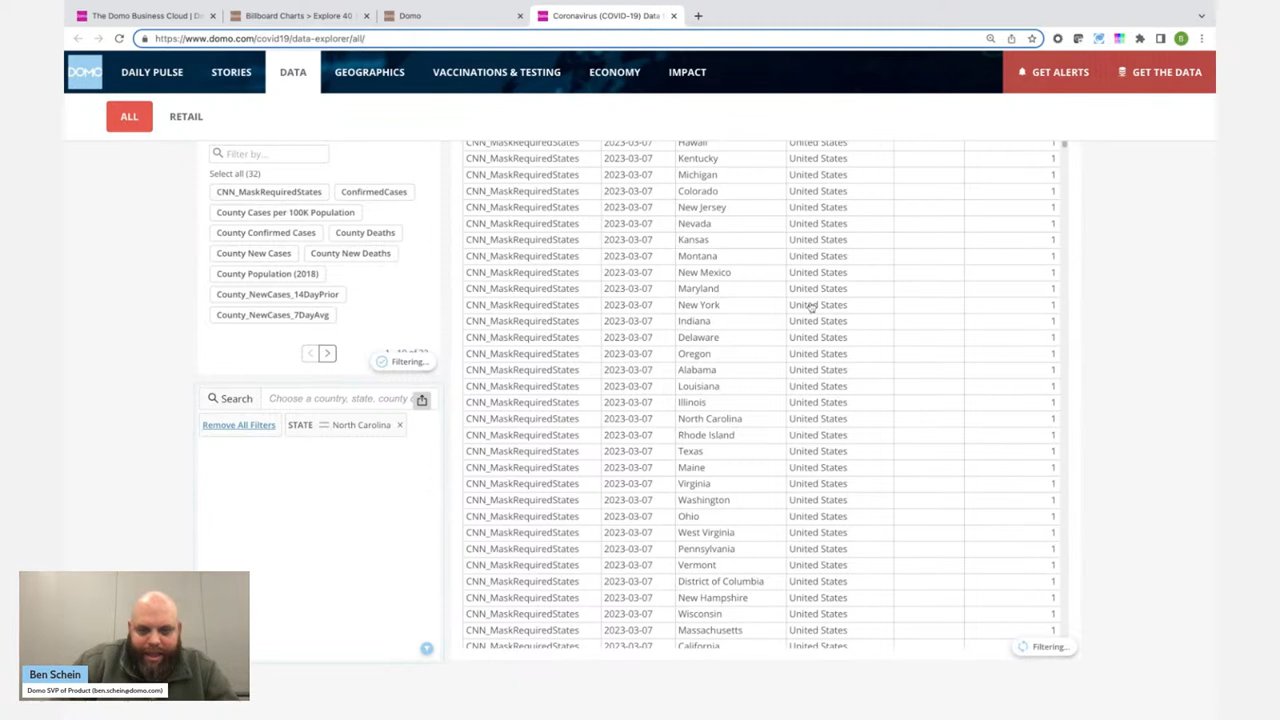 The Domo Business Cloud | D
Billboard Charts > Explore 40
Domo
Coronavirus (COVID-19) Data
https://www.domo.com/covid19/data-explorer/all/
B
DOMO DAILY PULSE STORIES DATA GEOGRAPHICS VACCINATIONS & TESTING ECONOMY IMPACT GET ALERTS GET THE DATA
ALL RETAIL
Filter by...
Select all (32)
CNN_MaskRequiredStates ConfirmedCases
County Cases per 100K Population
County Confirmed Cases County Deaths
County New Cases County New Deaths
County Population (2018)
County_NewCases_14DayPrior
County_NewCases_7DayAvg
Filtering...
Search Choose a country, state, county
Remove All Filters STATE = North Carolina ×
CNN_MaskRequiredStates 2023-03-07 Hawaii United States 1
CNN_MaskRequiredStates 2023-03-07 Kentucky United States 1
CNN_MaskRequiredStates 2023-03-07 Michigan United States 1
CNN_MaskRequiredStates 2023-03-07 Colorado United States 1
CNN_MaskRequiredStates 2023-03-07 New Jersey United States 1
CNN_MaskRequiredStates 2023-03-07 Nevada United States 1
CNN_MaskRequiredStates 2023-03-07 Kansas United States 1
CNN_MaskRequiredStates 2023-03-07 Montana United States 1
CNN_MaskRequiredStates 2023-03-07 New Mexico United States 1
CNN_MaskRequiredStates 2023-03-07 Maryland United States 1
CNN_MaskRequiredStates 2023-03-07 New York United States 1
CNN_MaskRequiredStates 2023-03-07 Indiana United States 1
CNN_MaskRequiredStates 2023-03-07 Delaware United States 1
CNN_MaskRequiredStates 2023-03-07 Oregon United States 1
CNN_MaskRequiredStates 2023-03-07 Alabama United States 1
CNN_MaskRequiredStates 2023-03-07 Louisiana United States 1
CNN_MaskRequiredStates 2023-03-07 Illinois United States 1
CNN_MaskRequiredStates 2023-03-07 North Carolina United States 1
CNN_MaskRequiredStates 2023-03-07 Rhode Island United States 1
CNN_MaskRequiredStates 2023-03-07 Texas United States 1
CNN_MaskRequiredStates 2023-03-07 Maine United States 1
CNN_MaskRequiredStates 2023-03-07 Virginia United States 1
CNN_MaskRequiredStates 2023-03-07 Washington United States 1
CNN_MaskRequiredStates 2023-03-07 Ohio United States 1
CNN_MaskRequiredStates 2023-03-07 West Virginia United States 1
CNN_MaskRequiredStates 2023-03-07 Pennsylvania United States 1
CNN_MaskRequiredStates 2023-03-07 Vermont United States 1
CNN_MaskRequiredStates 2023-03-07 District of Columbia United States 1
CNN_MaskRequiredStates 2023-03-07 New Hampshire United States 1
CNN_MaskRequiredStates 2023-03-07 Wisconsin United States 1
CNN_MaskRequiredStates 2023-03-07 Massachusetts United States 1
CNN_MaskRequiredStates 2023-03-07 California United States 1
Filtering...
Ben Schein
Domo SVP of Product (ben.schein@domo.com)